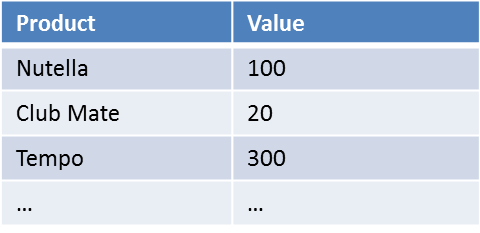 Product Value
Nutella 100
Club Mate 20
Tempo 300
... ...